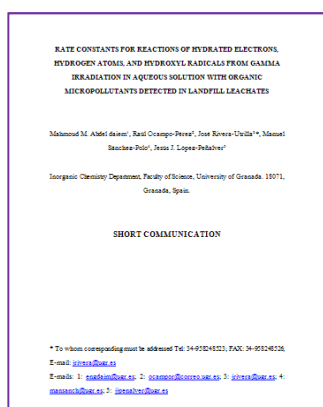 RATE CONSTANTS FOR REACTIONS OF HYDRATED ELECTRONS,
HYDROGEN ATOMS, AND HYDROXYL RADICALS FROM GAMMA
IRRADIATION IN AQUEOUS SOLUTION WITH ORGANIC
MICROPOLLUTANTS DETECTED IN LANDFILL LEACHATES
Mahmoud M. Abdel daiem¹, Raúl Ocampo-Pérez², José Rivera-Utrilla³*, Manuel
Sánchez-Polo⁴, Jesús J. López-Peñalver⁵
Inorganic Chemistry Department, Faculty of Science, University of Granada. 18071,
Granada, Spain.
SHORT COMMUNICATION
* To whom corresponding must be addressed Tel: 34-958248523; FAX: 34-958248526,
E-mail: jrivera@ugr.es
E-mails: 1: engdaim@ugr.es; 2: ocampor@correo.ugr.es; 3: jrivera@ugr.es; 4:
mansanch@ugr.es; 5: jjpenalver@ugr.es